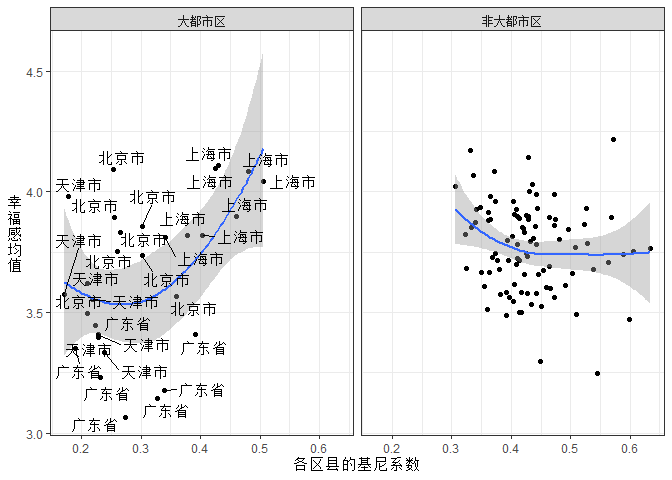 大都市区
非大都市区
幸福感均值
4.5
4.0
3.5
3.0
北京市
上海市
上海市
天津市
上海市
上海市
北京市
北京市
上海市
上海市
天津市
上海市
北京市
上海市
北京市
天津市
北京市
天津市
北京市
广东省
天津市
天津市
广东省
广东省
天津市
广东省
广东省
广东省
广东省
0.2 0.3 0.4 0.5 0.6
0.2 0.3 0.4 0.5 0.6
各区县的基尼系数